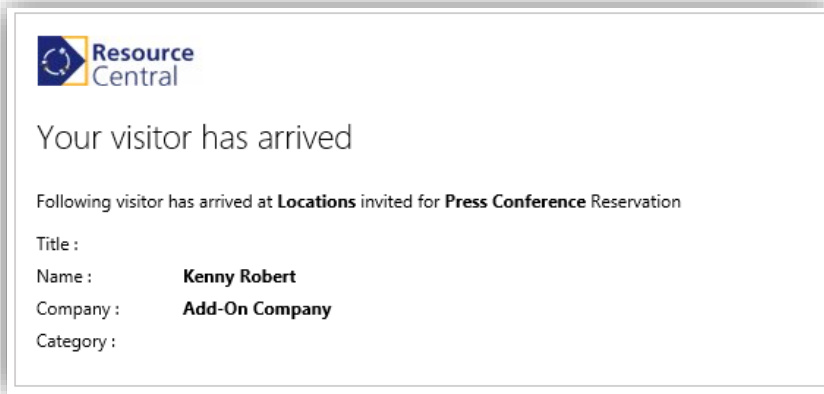 Resource
Central
Your visitor has arrived
Following visitor has arrived at Locations invited for Press Conference Reservation
Title :
Name : Kenny Robert
Company : Add-On Company
Category :